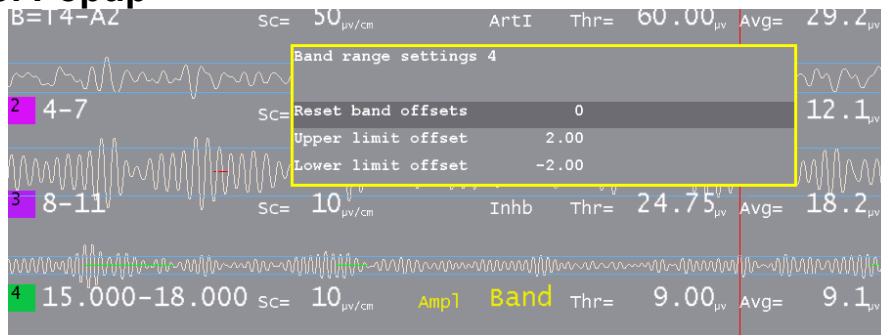 B=T4-A2 Sc= 50μv/cm ArtI Thr= 60.00μv Avg= 29.2μv
Band range settings 4
2 4-7 Sc= 12.1μv
Reset band offsets 0
Upper limit offset 2.00
Lower limit offset -2.00
3 8-11 Sc= 10μv/cm Inhb Thr= 24.75μv Avg= 18.2μv
4 15.000-18.000 Sc= 10μv/cm Ampl Band Thr= 9.00μv Avg= 9.1μv